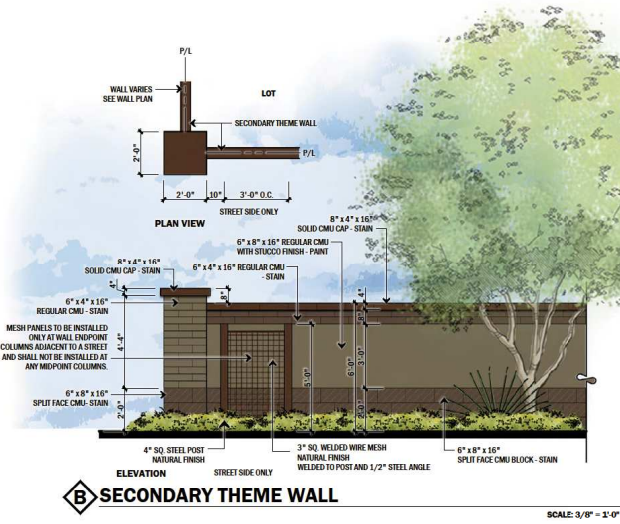 P/L
WALL VARIES
SEE WALL PLAN
LOT
SECONDARY THEME WALL
P/L
2'-0"
2'-0" 10" 3'-0" O.C.
STREET SIDE ONLY
PLAN VIEW
8" x 4" x 16"
SOLID CMU CAP - STAIN
6" x 8" x 16" REGULAR CMU
WITH STUCCO FINISH - PAINT
8" x 4" x 16"
SOLID CMU CAP - STAIN
6" x 4" x 16" REGULAR CMU
- STAIN
6" x 4" x 16"
REGULAR CMU - STAIN
MESH PANELS TO BE INSTALLED
ONLY AT WALL ENDPOINT
COLUMNS ADJACENT TO A STREET
AND SHALL NOT BE INSTALLED AT
ANY MIDPOINT COLUMNS.
6" x 8" x 16"
SPLIT FACE CMU- STAIN
4"
4'-4"
2'-0"
8"
5'-0"
6'-0"
4"
8"
3'-0"
2'-0"
4" SQ. STEEL POST
NATURAL FINISH
3" SQ. WELDED WIRE MESH
NATURAL FINISH
WELDED TO POST AND 1/2" STEEL ANGLE
6" x 8" x 16"
SPLIT FACE CMU BLOCK - STAIN
ELEVATION
STREET SIDE ONLY
B SECONDARY THEME WALL
SCALE: 3/8" = 1'-0"